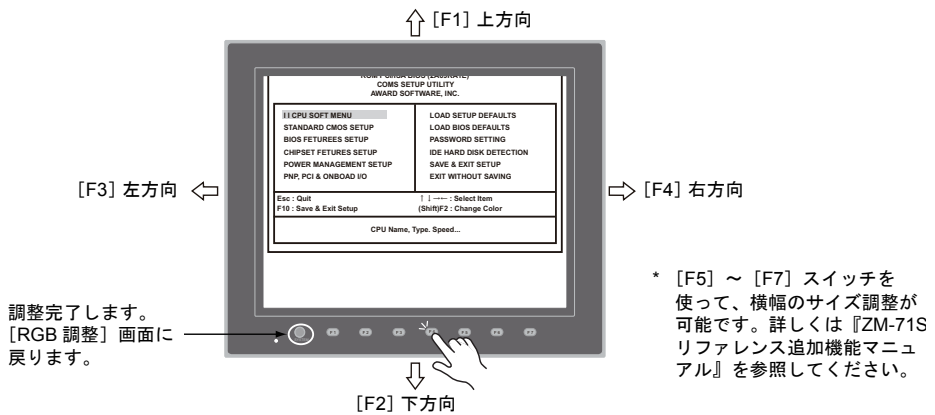 [F1] 上方向
COMS SETUP UTILITY
AWARD SOFTWARE, INC.
I I CPU SOFT MENU
STANDARD CMOS SETUP
BIOS FETUREES SETUP
CHIPSET FETURES SETUP
POWER MANAGEMENT SETUP
PNP, PCI & ONBOAD I/O
LOAD SETUP DEFAULTS
LOAD BIOS DEFAULTS
PASSWORD SETTING
IDE HARD DISK DETECTION
SAVE & EXIT SETUP
EXIT WITHOUT SAVING
Esc : Quit
F10 : Save & Exit Setup
↑ ↓ →← : Select Item
(Shift)F2 : Change Color
CPU Name, Type. Speed...
[F3] 左方向
[F4] 右方向
調整完了します。
[RGB 調整] 画面に
戻ります。
F1 F2 F3
[F2] 下方向
* [F5] ~ [F7] スイッチを
使って、横幅のサイズ調整が
可能です。詳しくは『ZM-71S
リファレンス追加機能マニュ
アル』を参照してください。